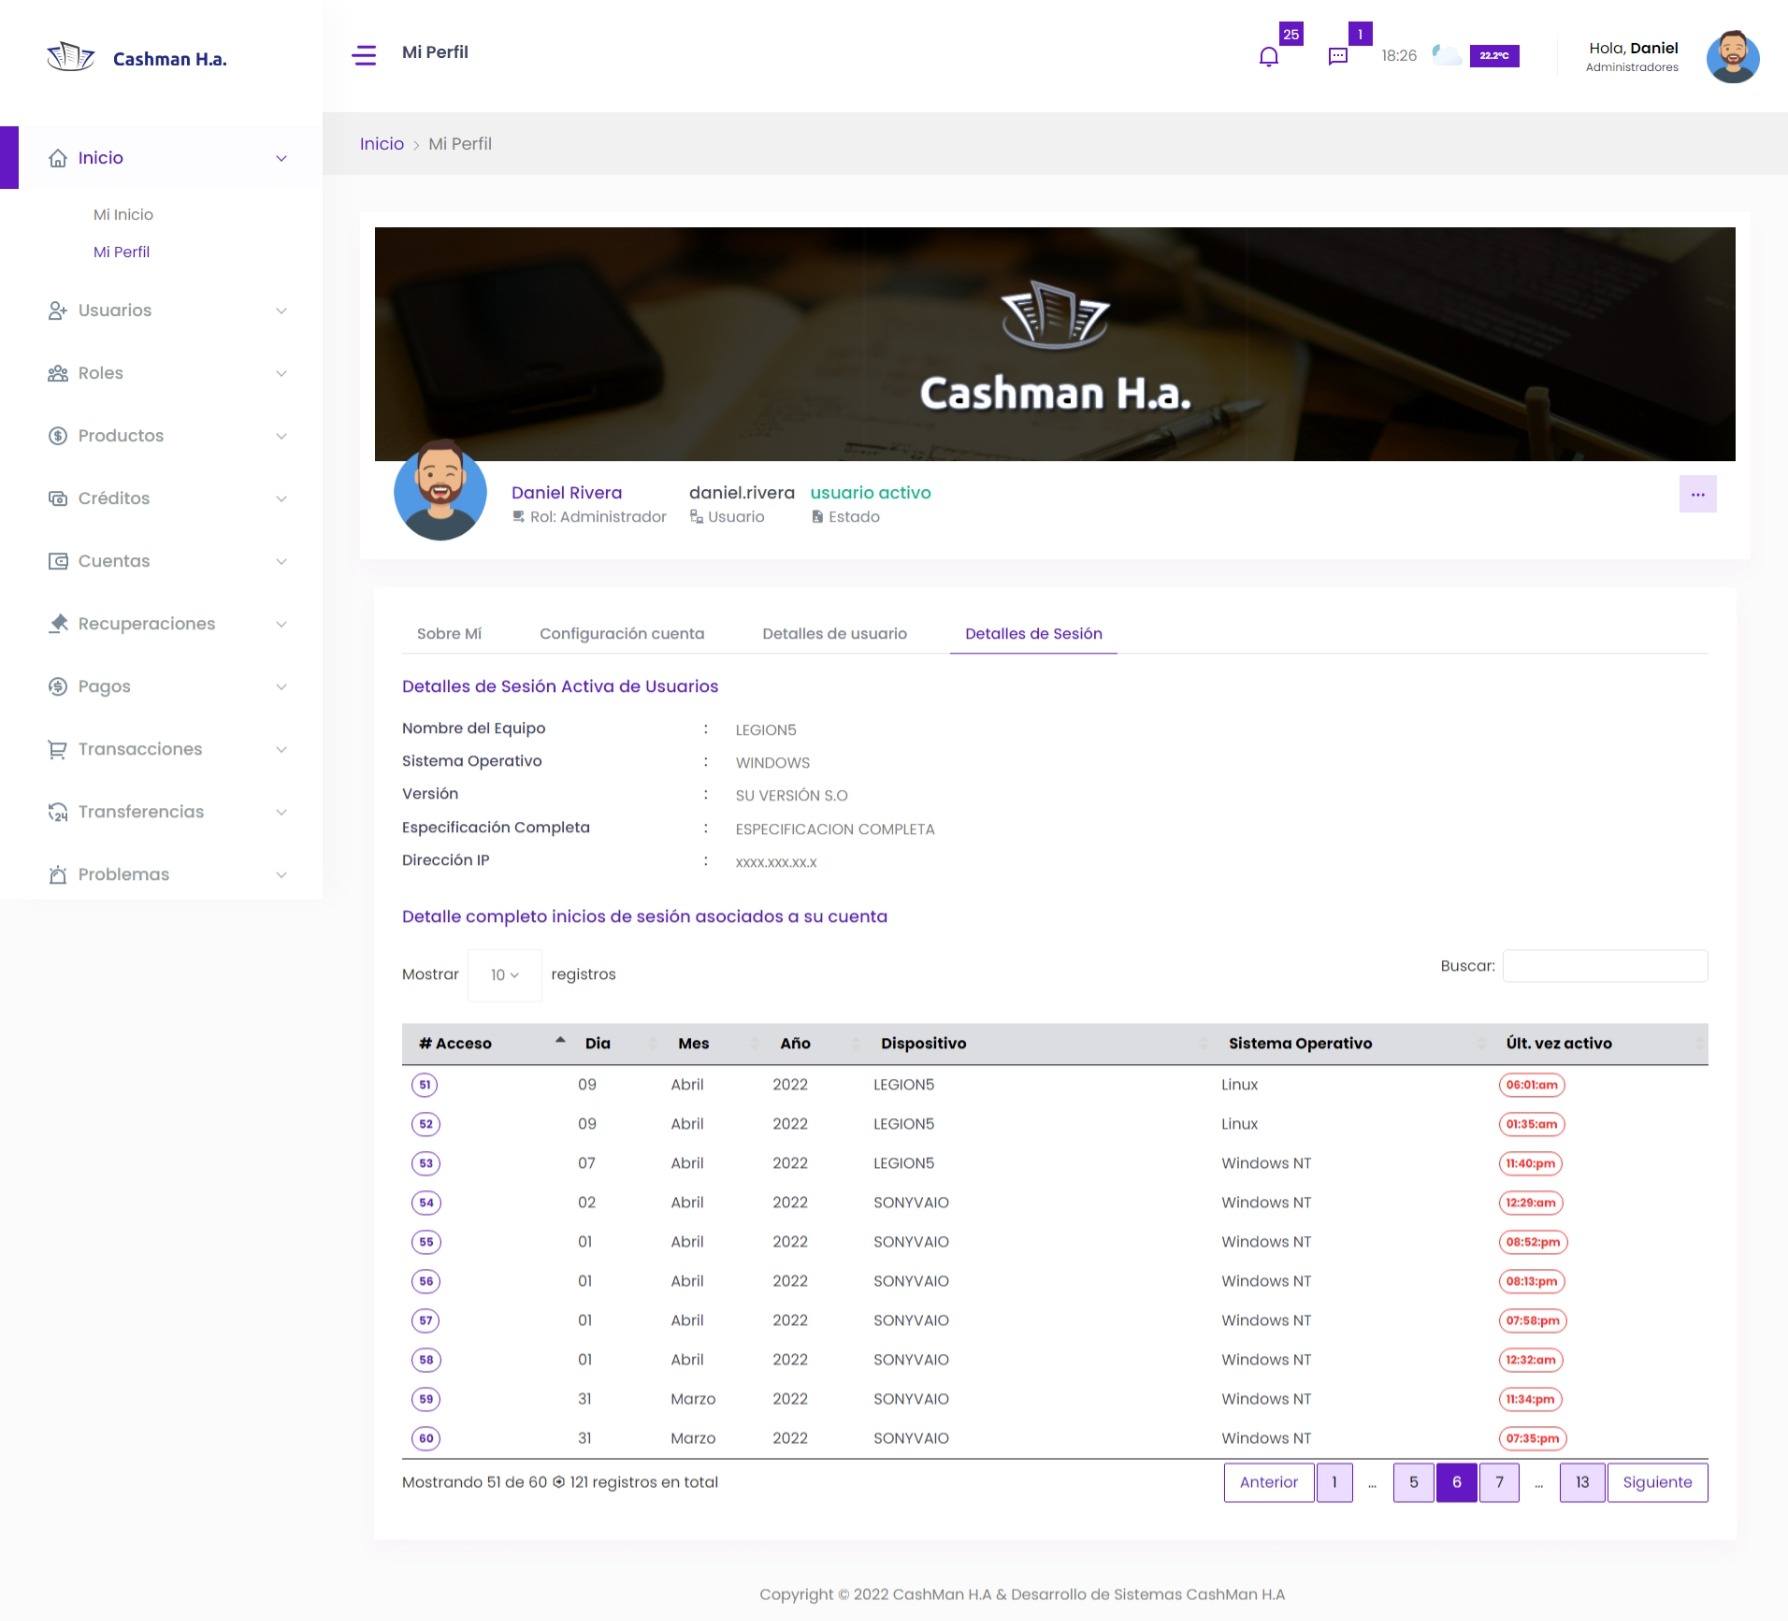 Cashman H.a.
Mi Perfil
25
1
18:26
22.2°C
Hola, Daniel
Administradores
Inicio
Mi Inicio
Mi Perfil
Usuarios
Roles
Productos
Créditos
Cuentas
Recuperaciones
Pagos
Transacciones
Transferencias
Problemas
Inicio > Mi Perfil
Cashman H.a.
Daniel Rivera
Rol: Administrador
daniel.rivera
Usuario
usuario activo
Estado
Sobre Mí Configuración cuenta Detalles de usuario Detalles de Sesión
Detalles de Sesión Activa de Usuarios
Nombre del Equipo : LEGION5
Sistema Operativo : WINDOWS
Versión : SU VERSIÓN S.O
Especificación Completa : ESPECIFICACION COMPLETA
Dirección IP : xxxx.xxx.xx.x
Detalle completo inicios de sesión asociados a su cuenta
Mostrar 10 registros
Buscar:
# Acceso Dia Mes Año Dispositivo Sistema Operativo Últ. vez activo
51 09 Abril 2022 LEGION5 Linux 06:01:am
52 09 Abril 2022 LEGION5 Linux 01:35:am
53 07 Abril 2022 LEGION5 Windows NT 11:40:pm
54 02 Abril 2022 SONYVAIO Windows NT 12:29:am
55 01 Abril 2022 SONYVAIO Windows NT 08:52:pm
56 01 Abril 2022 SONYVAIO Windows NT 08:13:pm
57 01 Abril 2022 SONYVAIO Windows NT 07:58:pm
58 01 Abril 2022 SONYVAIO Windows NT 12:32:am
59 31 Marzo 2022 SONYVAIO Windows NT 11:34:pm
60 31 Marzo 2022 SONYVAIO Windows NT 07:35:pm
Mostrando 51 de 60 121 registros en total
Anterior 1 ... 5 6 7 ... 13 Siguiente
Copyright © 2022 CashMan H.A & Desarrollo de Sistemas CashMan H.A